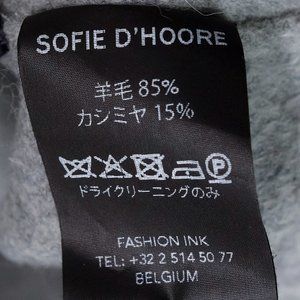 SOFIE D'HOORE
羊毛 85%
カシミヤ 15%
P
ドライクリーニングのみ
FASHION INK
TEL: +32 2 514 50 77
BELGIUM